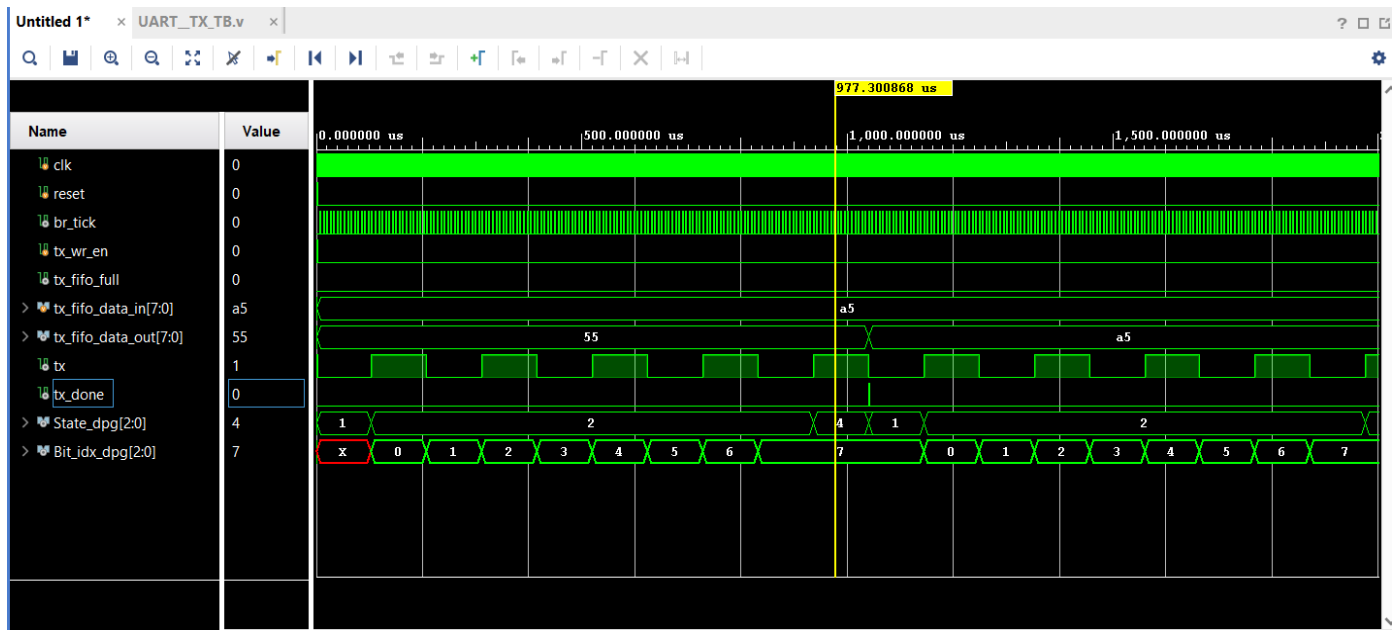 Untitled 1* × UART__TX_TB.v ×
?
977.300868 us
Name Value
0.000000 us 500.000000 us 1,000.000000 us 1,500.000000 us
clk 0
reset 0
br_tick 0
tx_wr_en 0
tx_fifo_full 0
tx_fifo_data_in[7:0] a5 a5
tx_fifo_data_out[7:0] 55 55 a5
tx 1
tx_done 0
State_dpg[2:0] 4 1 2 4 1 2
Bit_idx_dpg[2:0] 7 X 0 1 2 3 4 5 6 7 0 1 2 3 4 5 6 7